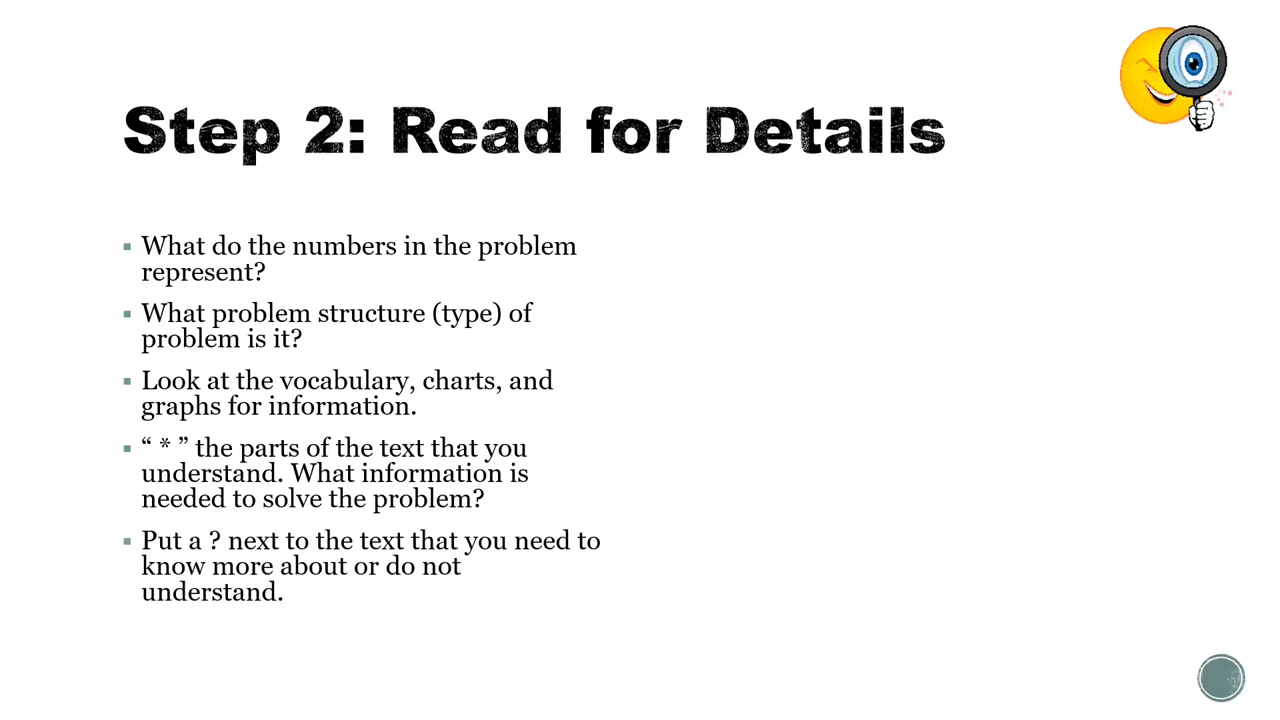 Step 2: Read for Details
▪ What do the numbers in the problem
represent?
▪ What problem structure (type) of
problem is it?
▪ Look at the vocabulary, charts, and
graphs for information.
▪ “ * ” the parts of the text that you
understand. What information is
needed to solve the problem?
▪ Put a ? next to the text that you need to
know more about or do not
understand.